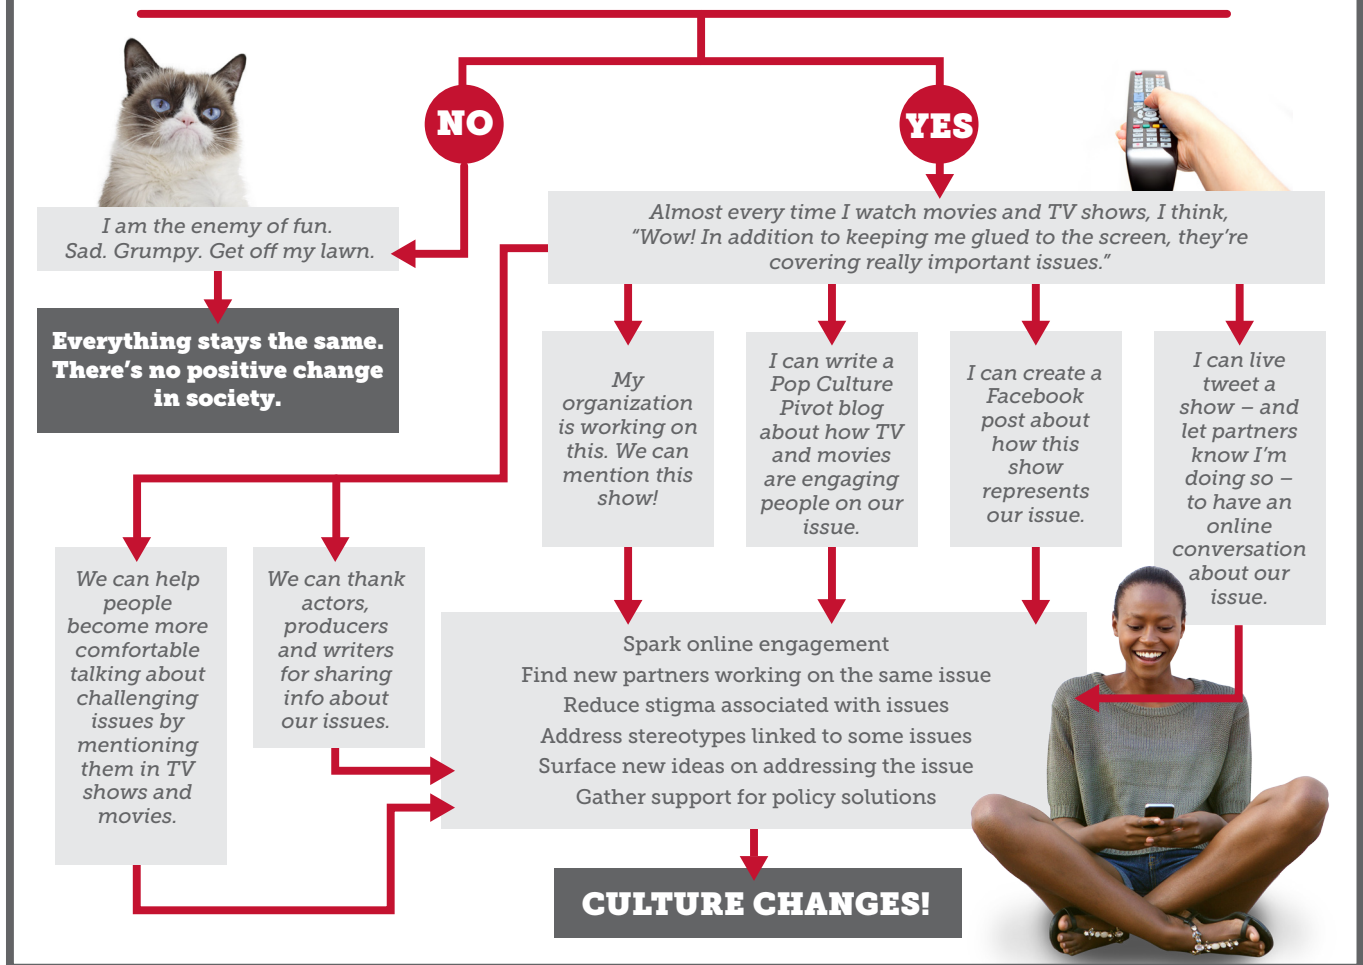 NO
YES
I am the enemy of fun.
Sad. Grumpy. Get off my lawn.
Almost every time I watch movies and TV shows, I think,
“Wow! In addition to keeping me glued to the screen, they’re
covering really important issues.”
Everything stays the same.
There’s no positive change
in society.
My
organization
is working on
this. We can
mention this
show!
I can write a
Pop Culture
Pivot blog
about how TV
and movies
are engaging
people on our
issue.
I can create a
Facebook
post about
how this
show
represents
our issue.
I can live
tweet a
show – and
let partners
know I’m
doing so –
to have an
online
conversation
about our
issue.
We can help
people
become more
comfortable
talking about
challenging
issues by
mentioning
them in TV
shows and
movies.
We can thank
actors,
producers
and writers
for sharing
info about
our issues.
Spark online engagement
Find new partners working on the same issue
Reduce stigma associated with issues
Address stereotypes linked to some issues
Surface new ideas on addressing the issue
Gather support for policy solutions
CULTURE CHANGES!